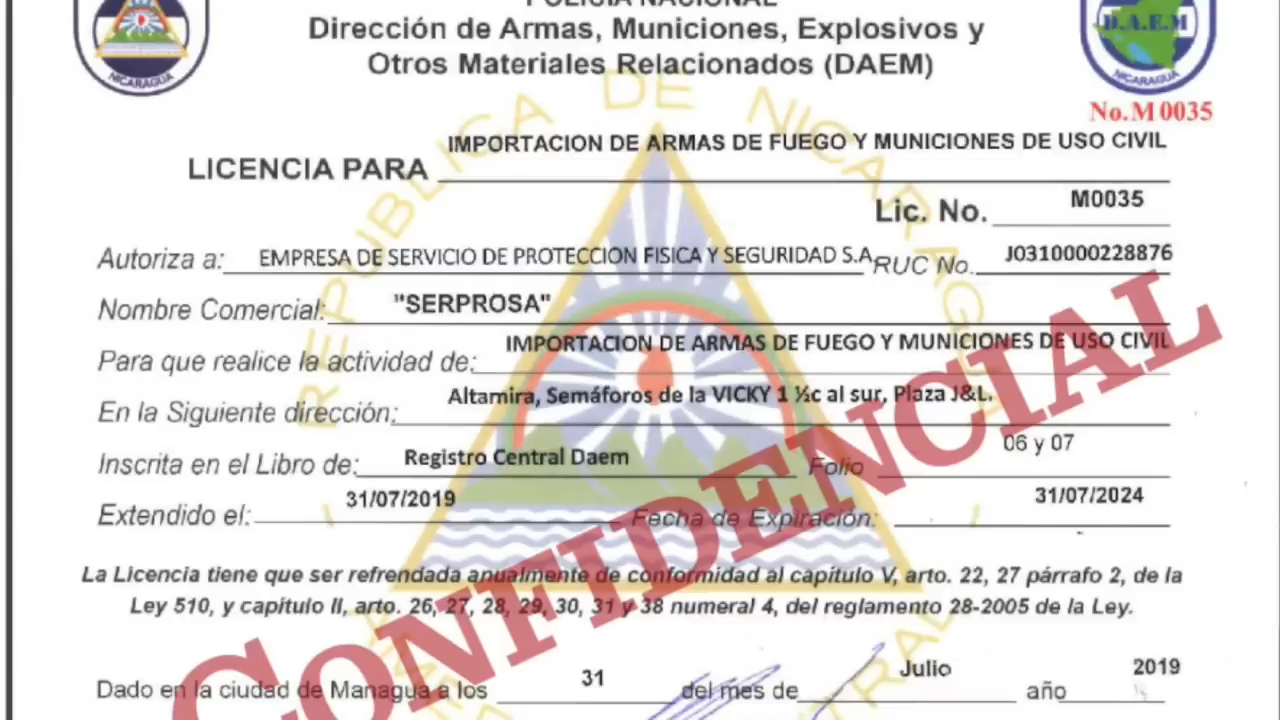 POLICÍA NACIONAL
Dirección de Armas, Municiones, Explosivos y
Otros Materiales Relacionados (DAEM)
NICARAGUA
D.A.E.M
NICARAGUA
No.M 0035
REPUBLICA DE NICARAGUA
IMPORTACION DE ARMAS DE FUEGO Y MUNICIONES DE USO CIVIL
LICENCIA PARA
Lic. No. M0035
Autoriza a: EMPRESA DE SERVICIO DE PROTECCION FISICA Y SEGURIDAD S.A. RUC No. J0310000228876
Nombre Comercial: "SERPROSA"
Para que realice la actividad de: IMPORTACION DE ARMAS DE FUEGO Y MUNICIONES DE USO CIVIL
En la Siguiente dirección: Altamira, Semáforos de la VICKY 1 ½c al sur, Plaza J&L.
Inscrita en el Libro de: Registro Central Daem Folio 06 y 07
Extendido el: 31/07/2019 Fecha de Expiración: 31/07/2024
La Licencia tiene que ser refrendada anualmente de conformidad al capítulo V, arto. 22, 27 párrafo 2, de la
Ley 510, y capítulo II, arto. 26, 27, 28, 29, 30, 31 y 38 numeral 4, del reglamento 28-2005 de la Ley.
CONFIDENCIAL
Dado en la ciudad de Managua a los 31 del mes de Julio año 2019